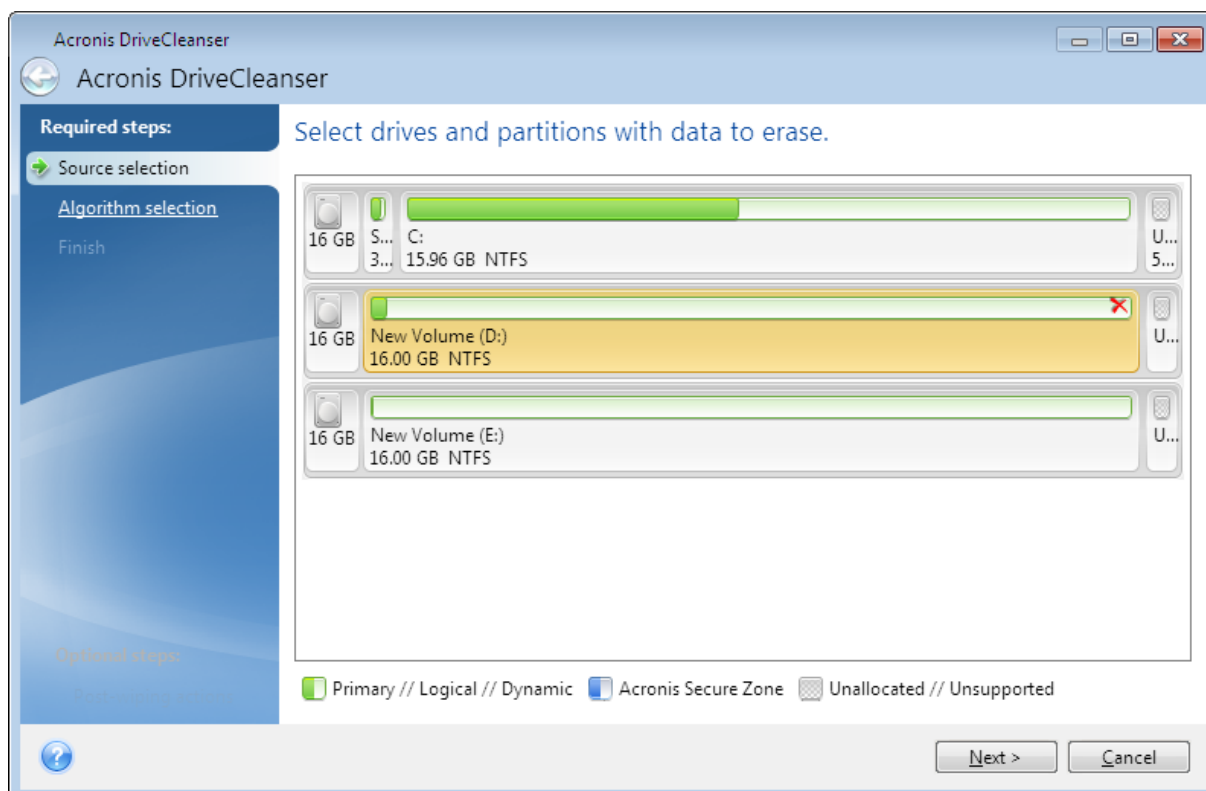 Acronis DriveCleanser
Acronis DriveCleanser
Required steps:
Source selection
Algorithm selection
Finish
Optional steps:
Select drives and partitions with data to erase.
16 GB
S...
3...
C:
15.96 GB NTFS
U...
5...
16 GB
New Volume (D:)
16.00 GB NTFS
U...
16 GB
New Volume (E:)
16.00 GB NTFS
U...
Primary // Logical // Dynamic
Acronis Secure Zone
Unallocated // Unsupported
?
Next >
Cancel